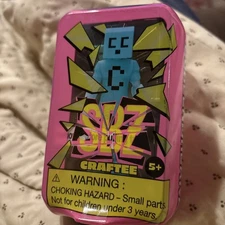 C
SBZ
CRAFTEE
5+
⚠ WARNING :
CHOKING HAZARD – Small parts
Not for children under 3 years